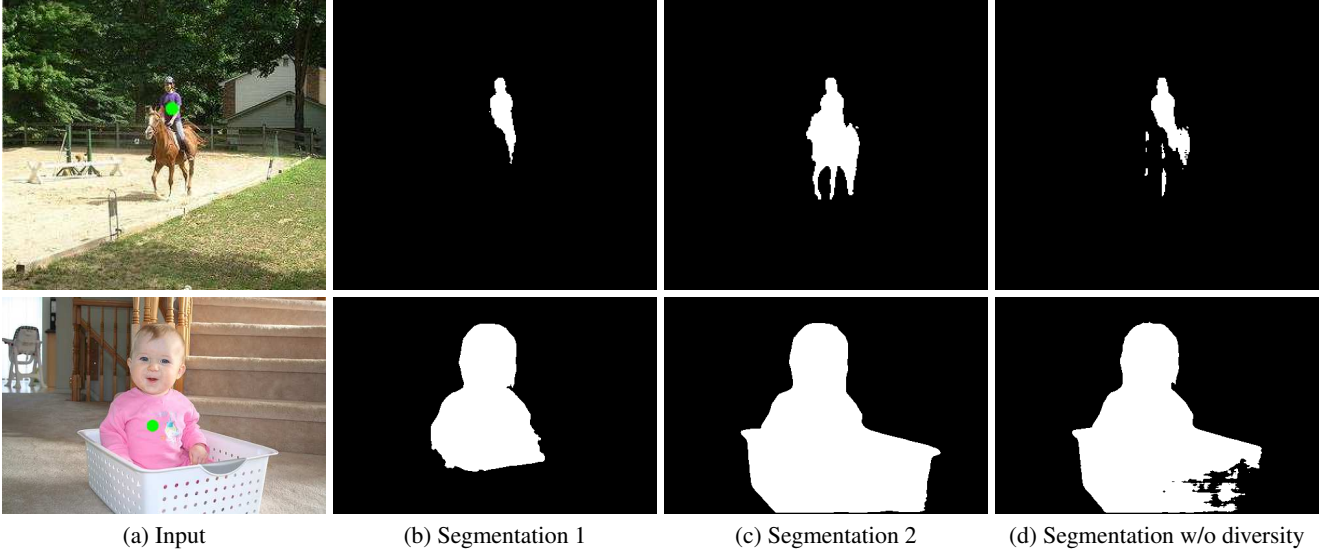 (a) Input
(b) Segmentation 1
(c) Segmentation 2
(d) Segmentation w/o diversity